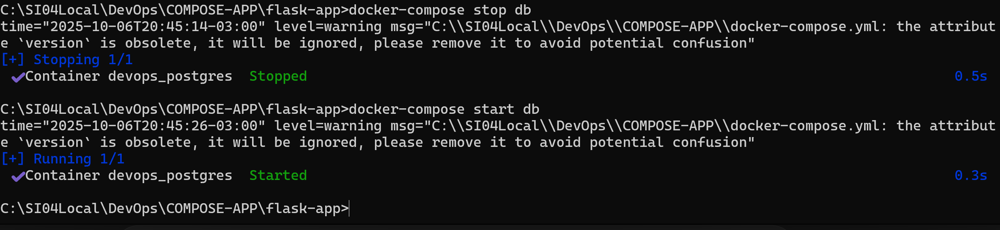 C:\SI04Local\DevOps\COMPOSE-APP\flask-app>docker-compose stop db
time="2025-10-06T20:45:14-03:00" level=warning msg="C:\\SI04Local\\DevOps\\COMPOSE-APP\\docker-compose.yml: the attribut
e `version` is obsolete, it will be ignored, please remove it to avoid potential confusion"
[+] Stopping 1/1
✔Container devops_postgres  Stopped 0.5s
C:\SI04Local\DevOps\COMPOSE-APP\flask-app>docker-compose start db
time="2025-10-06T20:45:26-03:00" level=warning msg="C:\\SI04Local\\DevOps\\COMPOSE-APP\\docker-compose.yml: the attribut
e `version` is obsolete, it will be ignored, please remove it to avoid potential confusion"
[+] Running 1/1
✔Container devops_postgres  Started 0.3s
C:\SI04Local\DevOps\COMPOSE-APP\flask-app>